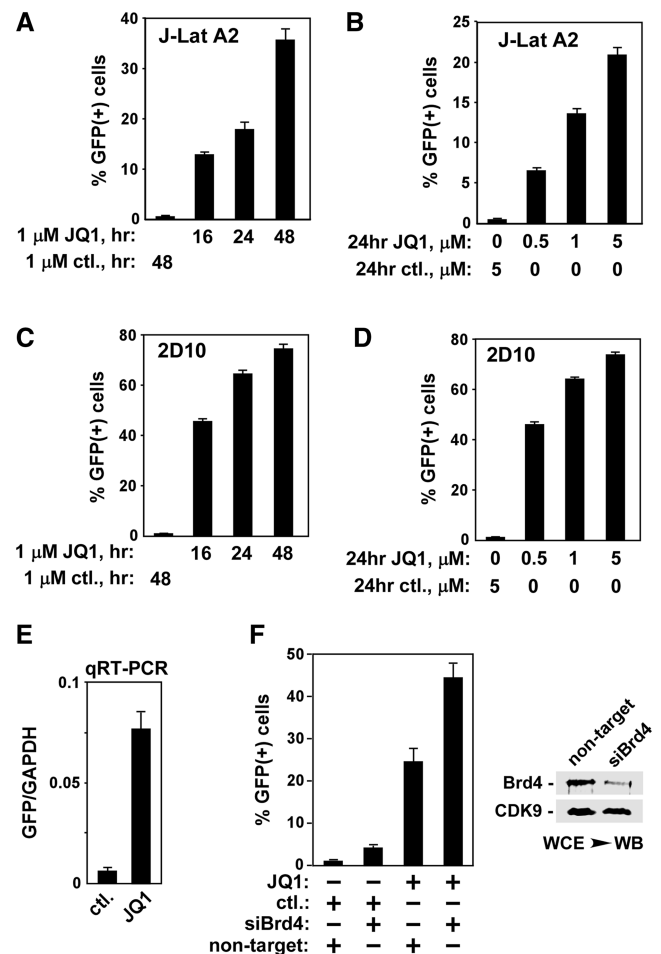 A
J-Lat A2
% GFP(+) cells
40
30
20
10
0
1 μM JQ1, hr: 16 24 48
1 μM ctl., hr: 48
B
J-Lat A2
% GFP(+) cells
25
20
15
10
5
0
24hr JQ1, μM: 0 0.5 1 5
24hr ctl., μM: 5 0 0 0
C
2D10
% GFP(+) cells
80
60
40
20
0
1 μM JQ1, hr: 16 24 48
1 μM ctl., hr: 48
D
2D10
% GFP(+) cells
80
60
40
20
0
24hr JQ1, μM: 0 0.5 1 5
24hr ctl., μM: 5 0 0 0
E
qRT-PCR
GFP/GAPDH
0.1
0.05
0
ctl. JQ1
F
% GFP(+) cells
50
40
30
20
10
0
JQ1: − − + +
ctl.: + + − −
siBrd4: − + − +
non-target: + − + −
non-target siBrd4
Brd4 -
CDK9 -
WCE ► WB